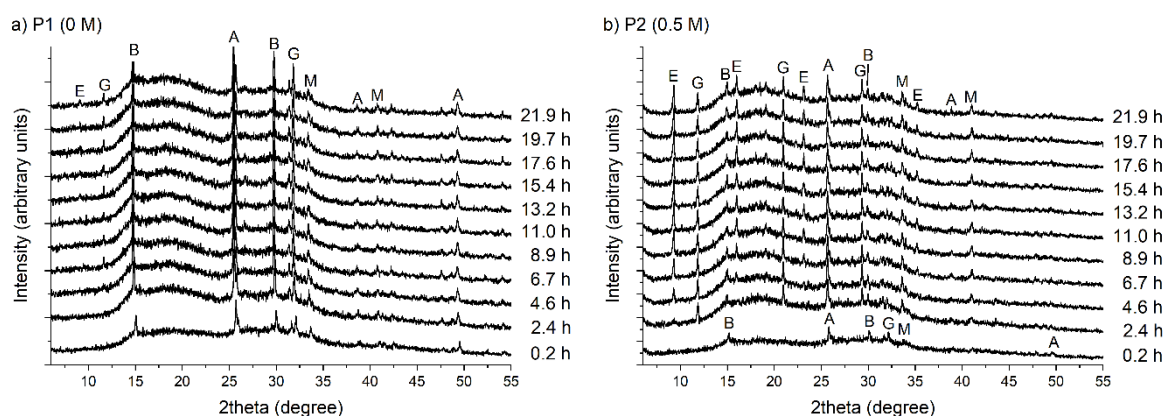 a) P1 (0 M)
E
G
B
A
B
G
M
A
M
A
21.9 h
19.7 h
17.6 h
15.4 h
13.2 h
11.0 h
8.9 h
6.7 h
4.6 h
2.4 h
0.2 h
Intensity (arbitrary units)
10 15 20 25 30 35 40 45 50 55
2theta (degree)
b) P2 (0.5 M)
E
G
B
E
G
E
A
G
B
M
E
A
M
21.9 h
19.7 h
17.6 h
15.4 h
13.2 h
11.0 h
8.9 h
6.7 h
4.6 h
2.4 h
0.2 h
B
A
B
G
M
A
Intensity (arbitrary units)
10 15 20 25 30 35 40 45 50 55
2theta (degree)